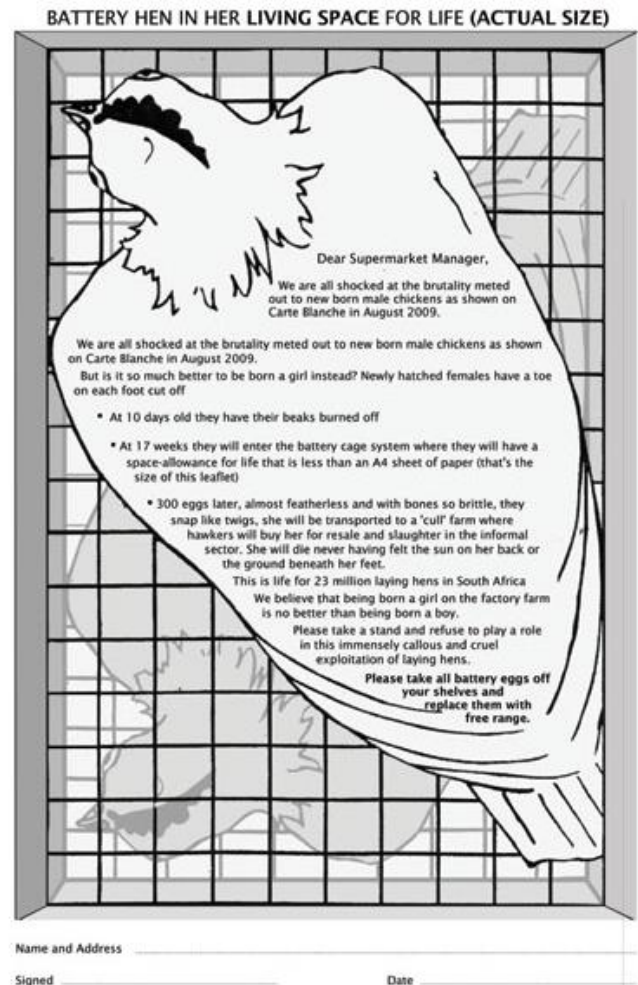 BATTERY HEN IN HER LIVING SPACE FOR LIFE (ACTUAL SIZE)
Dear Supermarket Manager,
We are all shocked at the brutality meted
out to new born male chickens as shown on
Carte Blanche in August 2009.
We are all shocked at the brutality meted out to new born male chickens as shown
on Carte Blanche in August 2009.
But is it so much better to be born a girl instead? Newly hatched females have a toe
on each foot cut off
• At 10 days old they have their beaks burned off
• At 17 weeks they will enter the battery cage system where they will have a
space-allowance for life that is less than an A4 sheet of paper (that's the
size of this leaflet)
• 300 eggs later, almost featherless and with bones so brittle, they
snap like twigs, she will be transported to a "cull" farm where
hawkers will buy her for resale and slaughter in the informal
sector. She will die never having felt the sun on her back or
the ground beneath her feet.
This is life for 23 million laying hens in South Africa
We believe that being born a girl on the factory farm
is no better than being born a boy.
Please take a stand and refuse to play a role
in this immensely callous and cruel
exploitation of laying hens.
Please take all battery eggs off
your shelves and
replace them with
free range.
Name and Address
Signed Date